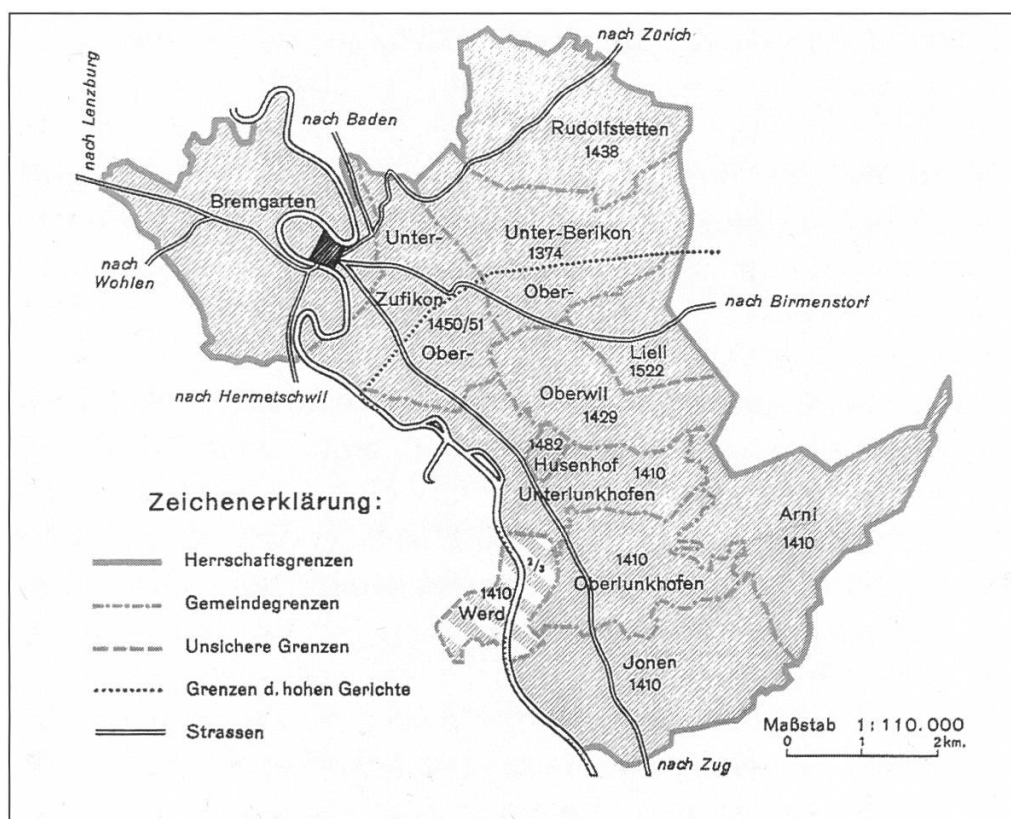 nach Zürich
nach Lenzburg
nach Baden
Rudolfstetten
1438
Bremgarten
Unter-
Unter-Berikon
1374
nach
Wohlen
Ober-
nach Birmenstorf
Zufikon
1450/51
Ober-
Liell
1522
nach Hermetschwil
Oberwil
1429
1482
Husenhof
1410
Unterlunkhofen
Arni
1410
Zeichenerklärung:
Herrschaftsgrenzen
Gemeindegrenzen
Unsichere Grenzen
Grenzen d. hohen Gerichte
Strassen
2/3
1410
Werd
1410
Oberlunkhofen
Jonen
1410
Maßstab 1:110.000
0 1 2km.
nach Zug